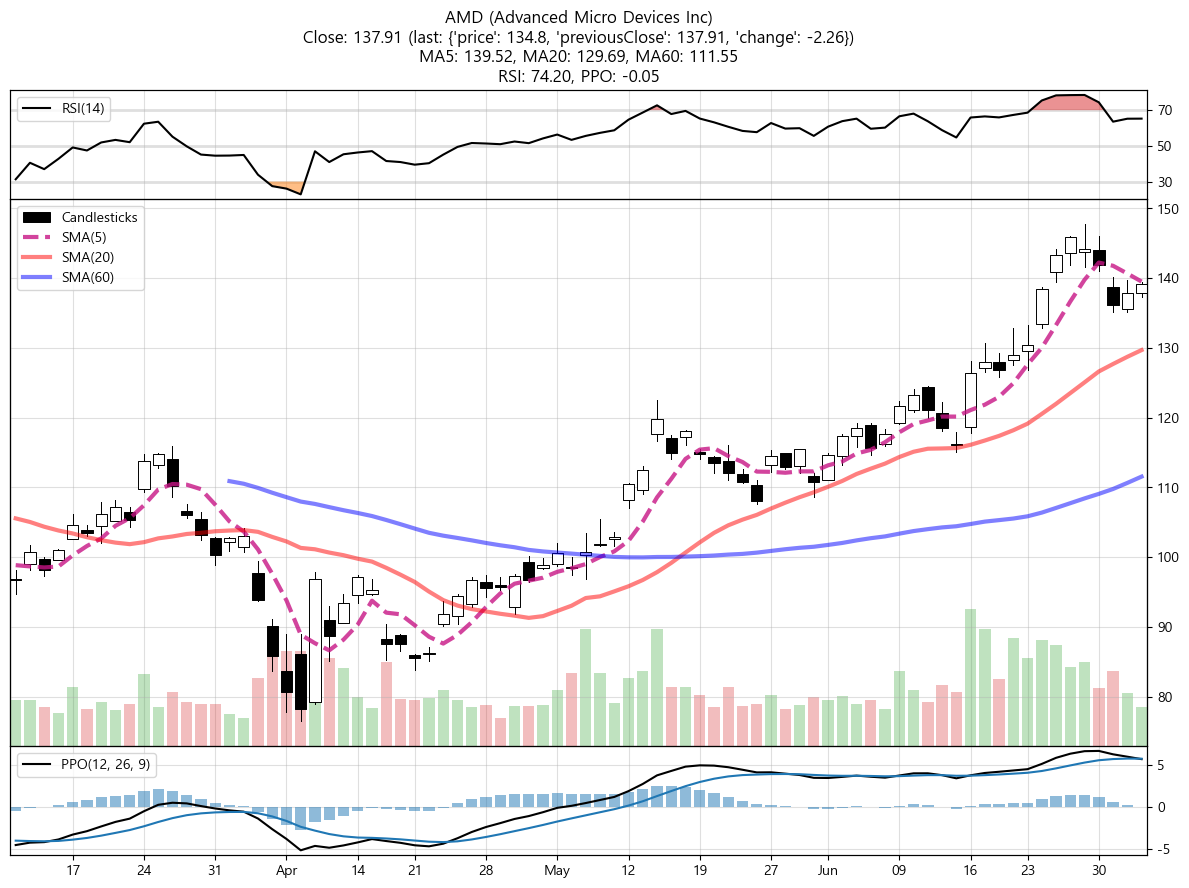 AMD (Advanced Micro Devices Inc)
Close: 137.91 (last: {'price': 134.8, 'previousClose': 137.91, 'change': -2.26})
MA5: 139.52, MA20: 129.69, MA60: 111.55
RSI: 74.20, PPO: -0.05
RSI(14)
70
50
30
Candlesticks
SMA(5)
SMA(20)
SMA(60)
150
140
130
120
110
100
90
80
PPO(12, 26, 9)
5
0
-5
17 24 31 Apr 14 21 28 May 12 19 27 Jun 09 16 23 30